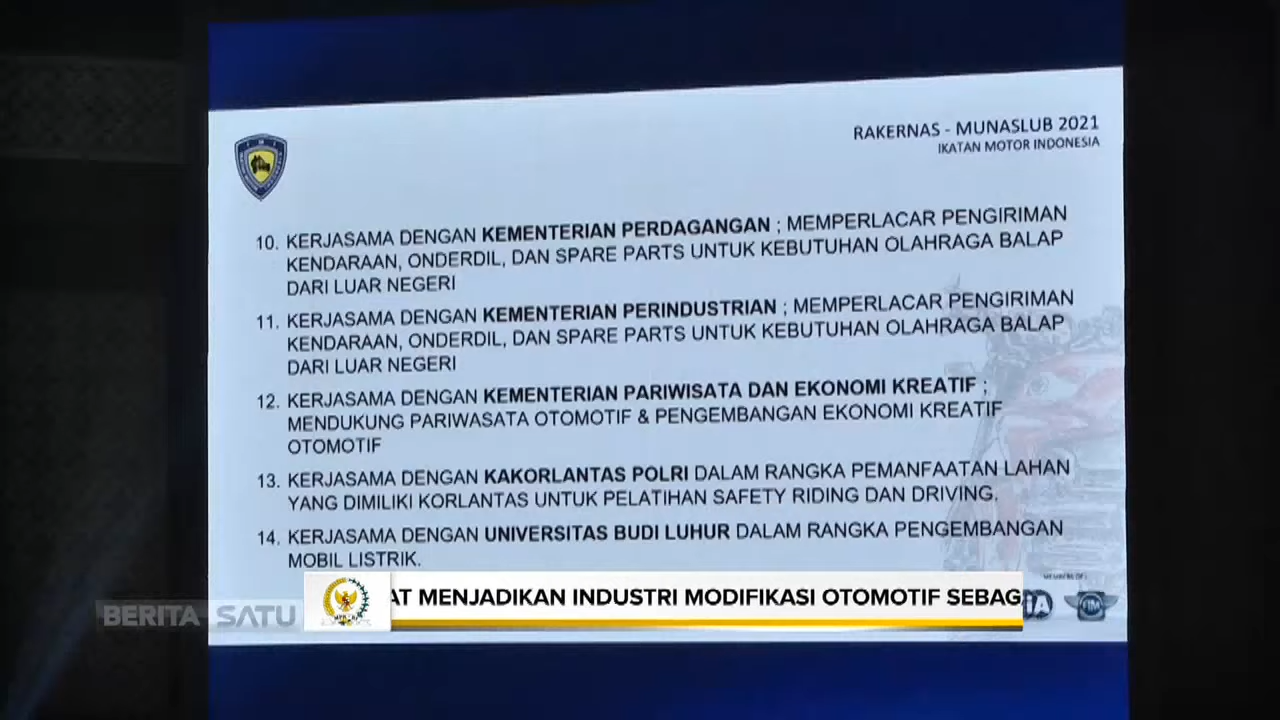 RAKERNAS - MUNASLUB 2021
IKATAN MOTOR INDONESIA
10. KERJASAMA DENGAN KEMENTERIAN PERDAGANGAN ; MEMPERLACAR PENGIRIMAN
KENDARAAN, ONDERDIL, DAN SPARE PARTS UNTUK KEBUTUHAN OLAHRAGA BALAP
DARI LUAR NEGERI
11. KERJASAMA DENGAN KEMENTERIAN PERINDUSTRIAN ; MEMPERLACAR PENGIRIMAN
KENDARAAN, ONDERDIL, DAN SPARE PARTS UNTUK KEBUTUHAN OLAHRAGA BALAP
DARI LUAR NEGERI
12. KERJASAMA DENGAN KEMENTERIAN PARIWISATA DAN EKONOMI KREATIF ;
MENDUKUNG PARIWASATA OTOMOTIF & PENGEMBANGAN EKONOMI KREATIF
OTOMOTIF
13. KERJASAMA DENGAN KAKORLANTAS POLRI DALAM RANGKA PEMANFAATAN LAHAN
YANG DIMILIKI KORLANTAS UNTUK PELATIHAN SAFETY RIDING DAN DRIVING.
14. KERJASAMA DENGAN UNIVERSITAS BUDI LUHUR DALAM RANGKA PENGEMBANGAN
MOBIL LISTRIK.
BERITA SATU
AT MENJADIKAN INDUSTRI MODIFIKASI OTOMOTIF SEBAG